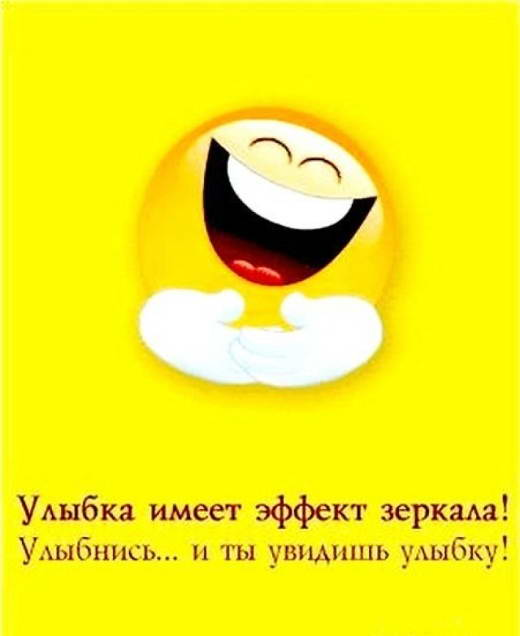 Улыбка имеет эффект зеркала!
Улыбнись... и ты увидишь улыбку!